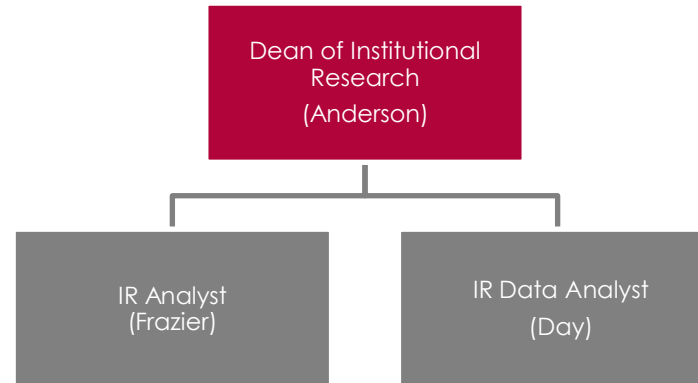 Dean of Institutional
Research
(Anderson)
IR Analyst
(Frazier)
IR Data Analyst
(Day)